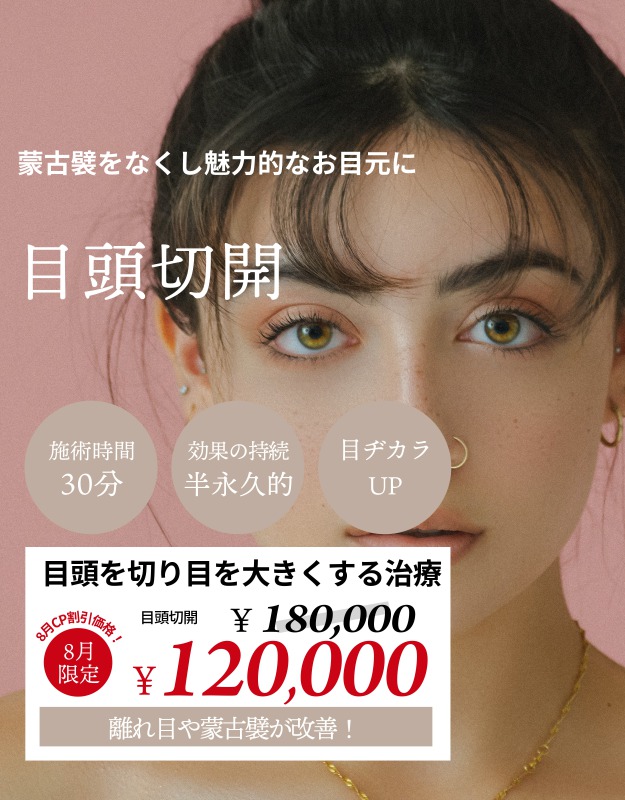 蒙古襞をなくし魅力的なお目元に
目頭切開
施術時間
30分
効果の持続
半永久的
目ヂカラ
UP
目頭を切り目を大きくする治療
8月CP割引価格！
8月
限定
目頭切開
¥ 180,000
¥ 120,000
離れ目や蒙古襞が改善！